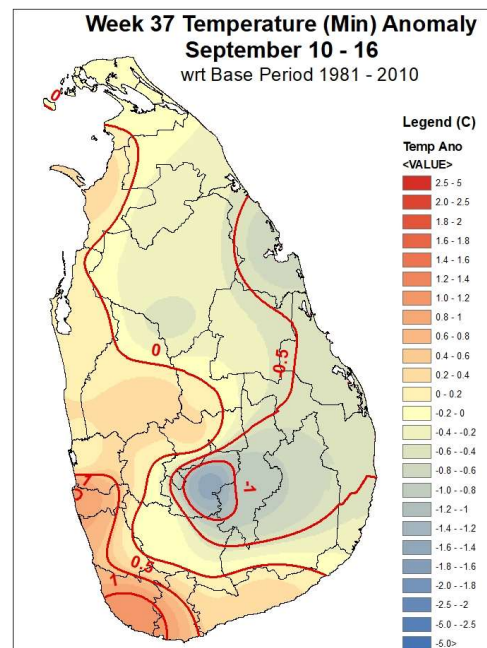 Week 37 Temperature (Min) Anomaly
September 10 - 16
wrt Base Period 1981 - 2010
Legend (C)
Temp Ano
<VALUE>
2.5 - 5
2.0 - 2.5
1.8 - 2
1.6 - 1.8
1.4 - 1.6
1.2 - 1.4
1.0 - 1.2
0.8 - 1
0.6 - 0.8
0.4 - 0.6
0.2 - 0.4
0 - 0.2
-0.2 - 0
-0.4 - -0.2
-0.6 - -0.4
-0.8 - -0.6
-1.0 - -0.8
-1.2 - -1
-1.4 - -1.2
-1.6 - -1.4
-1.8 - -1.6
-2.0 - -1.8
-2.5 - -2
-5.0 - -2.5
-5.0>
0
0
-0.5
-1
0.5
1